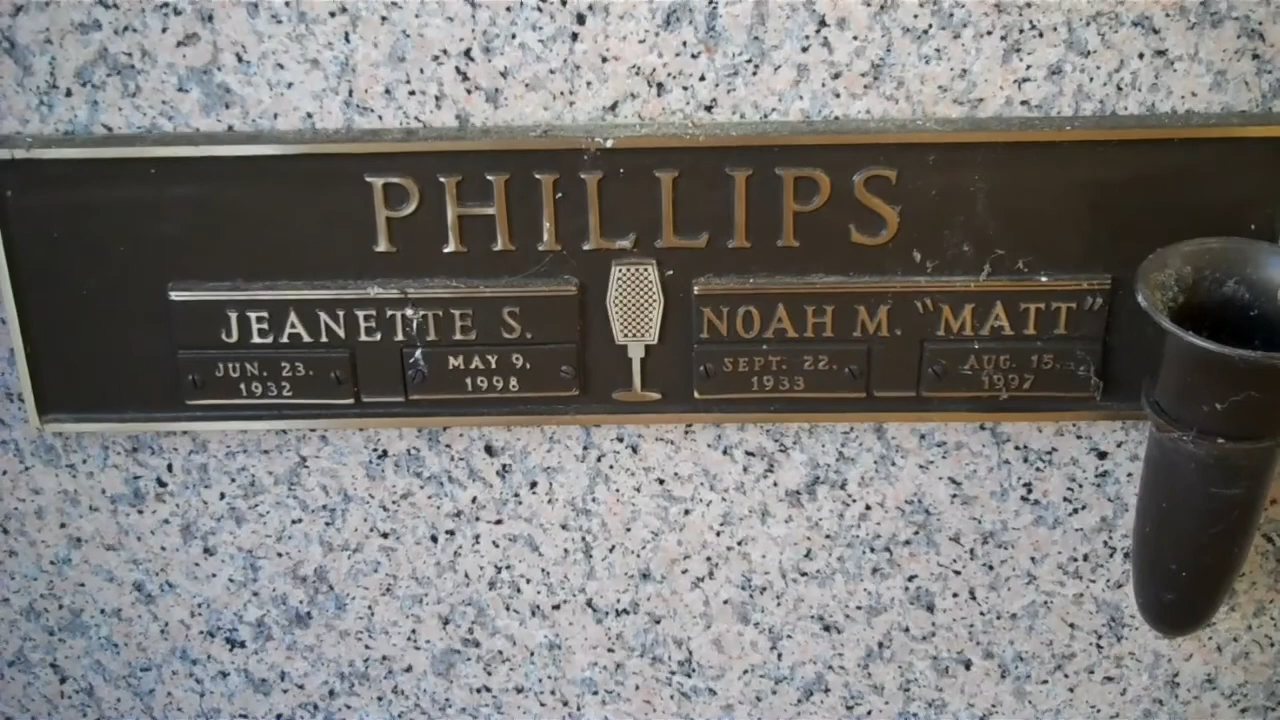 PHILLIPS
JEANETTE S.
JUN. 23,
1932
MAY 9,
1998
NOAH M. "MATT"
SEPT. 22,
1933
AUG. 15,
1997